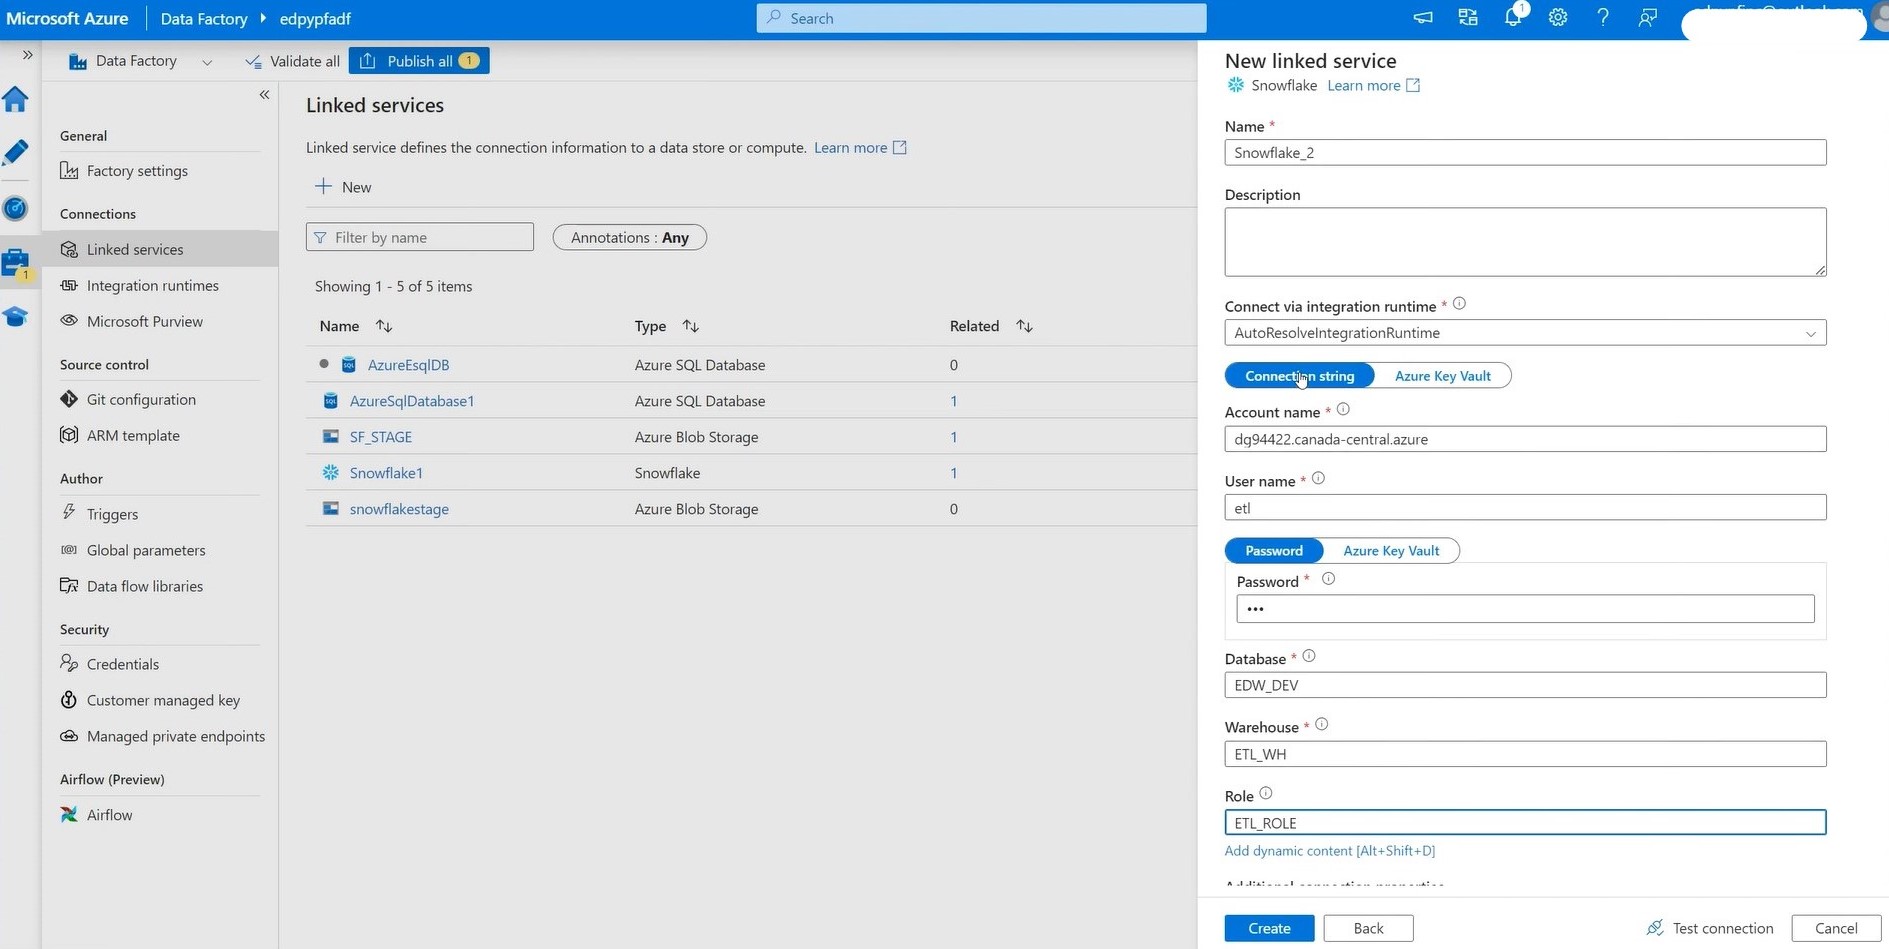 Microsoft Azure
Data Factory
edpypfadf
Search
1
Data Factory
Validate all
Publish all 1
General
Factory settings
Connections
Linked services
Integration runtimes
Microsoft Purview
Source control
Git configuration
ARM template
Author
Triggers
Global parameters
Data flow libraries
Security
Credentials
Customer managed key
Managed private endpoints
Airflow (Preview)
Airflow
1
Linked services
Linked service defines the connection information to a data store or compute. Learn more
New
Filter by name
Annotations : Any
Showing 1 - 5 of 5 items
Name Type Related
AzureEsqlDB Azure SQL Database 0
AzureSqlDatabase1 Azure SQL Database 1
SF_STAGE Azure Blob Storage 1
Snowflake1 Snowflake 1
snowflakestage Azure Blob Storage 0
New linked service
Snowflake Learn more
Name *
Snowflake_2
Description
Connect via integration runtime *
AutoResolveIntegrationRuntime
Connection string Azure Key Vault
Account name *
dg94422.canada-central.azure
User name *
etl
Password Azure Key Vault
Password *
•••
Database *
EDW_DEV
Warehouse *
ETL_WH
Role
ETL_ROLE
Add dynamic content [Alt+Shift+D]
Additional connection properties
Create Back Test connection Cancel